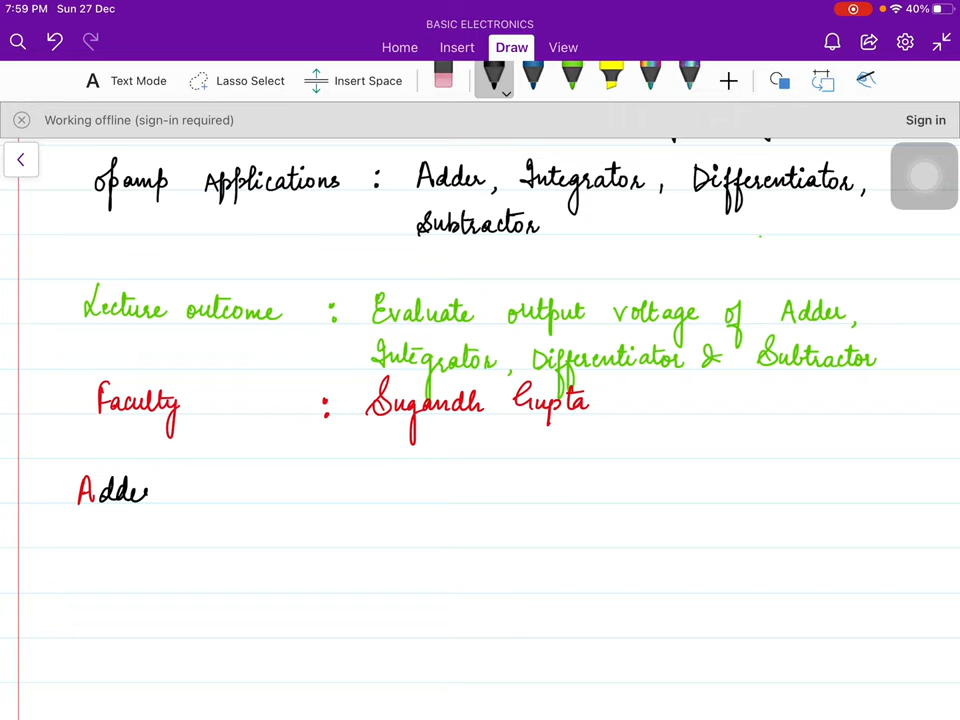 7:59 PM Sun 27 Dec
40%
BASIC ELECTRONICS
Home Insert Draw View
Text Mode Lasso Select Insert Space
Working offline (sign-in required) Sign in
Opamp Applications : Adder, Integrator, Differentiator,
Subtractor
Lecture outcome : Evaluate output voltage of Adder,
Integrator, Differentiator & Subtractor
Faculty : Sugandh Gupta
Adder